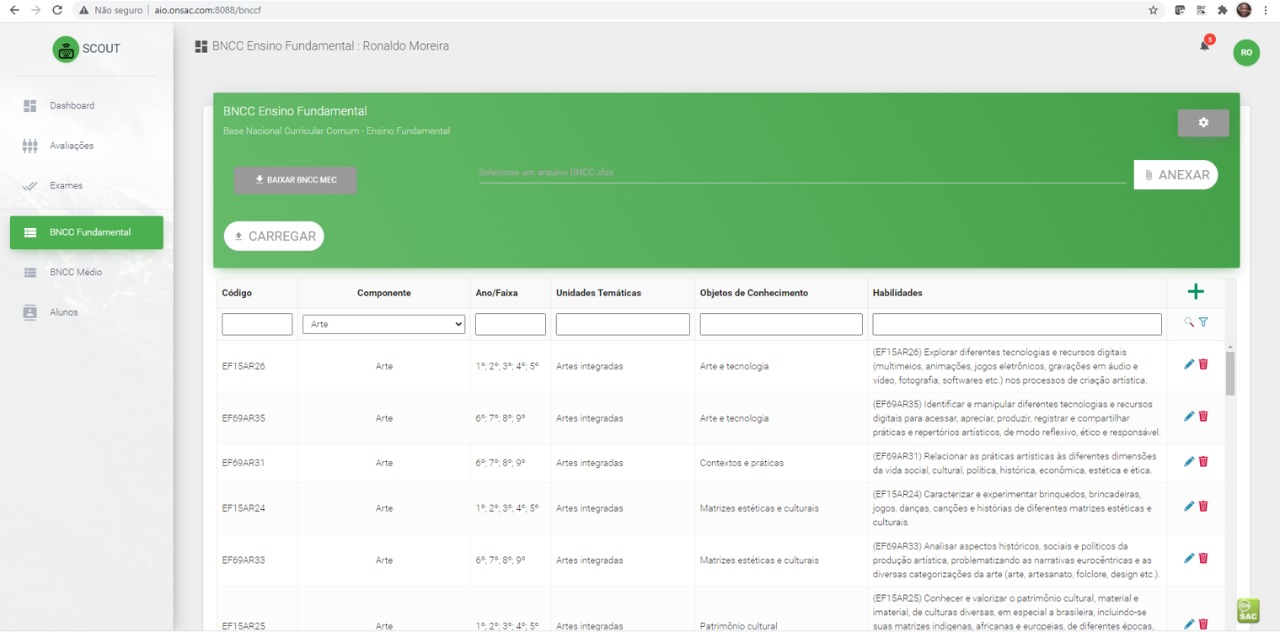 Não seguro | aio.onsac.com:8088/bnccf
SCOUT
BNCC Ensino Fundamental : Ronaldo Moreira
5
RO
Dashboard
Avaliações
Exames
BNCC Fundamental
BNCC Médio
Alunos
BNCC Ensino Fundamental
Base Nacional Curricular Comum - Ensino Fundamental
BAIXAR BNCC MEC
Selecione um arquivo BNCC.xlsx
ANEXAR
CARREGAR
Código Componente Ano/Faixa Unidades Temáticas Objetos de Conhecimento Habilidades
Arte
EF15AR26 Arte 1º; 2º; 3º; 4º; 5º Artes integradas Arte e tecnologia
(EF15AR26) Explorar diferentes tecnologias e recursos digitais
(multimeios, animações, jogos eletrônicos, gravações em áudio e
vídeo, fotografia, softwares etc.) nos processos de criação artística.
EF69AR35 Arte 6º; 7º; 8º; 9º Artes integradas Arte e tecnologia
(EF69AR35) Identificar e manipular diferentes tecnologias e recursos
digitais para acessar, apreciar, produzir, registrar e compartilhar
práticas e repertórios artísticos, de modo reflexivo, ético e responsável.
EF69AR31 Arte 6º; 7º; 8º; 9º Artes integradas Contextos e práticas
(EF69AR31) Relacionar as práticas artísticas às diferentes dimensões
da vida social, cultural, política, histórica, econômica, estética e ética.
EF15AR24 Arte 1º; 2º; 3º; 4º; 5º Artes integradas Matrizes estéticas e culturais
(EF15AR24) Caracterizar e experimentar brinquedos, brincadeiras,
jogos, danças, canções e histórias de diferentes matrizes estéticas e
culturais.
EF69AR33 Arte 6º; 7º; 8º; 9º Artes integradas Matrizes estéticas e culturais
(EF69AR33) Analisar aspectos históricos, sociais e políticos da
produção artística, problematizando as narrativas eurocêntricas e as
diversas categorizações da arte (arte, artesanato, folclore, design etc.).
EF15AR25 Arte 1º; 2º; 3º; 4º; 5º Artes integradas Patrimônio cultural
(EF15AR25) Conhecer e valorizar o patrimônio cultural, material e
imaterial, de culturas diversas, em especial a brasileira, incluindo-se
suas matrizes indígenas, africanas e europeias, de diferentes épocas,
SAC